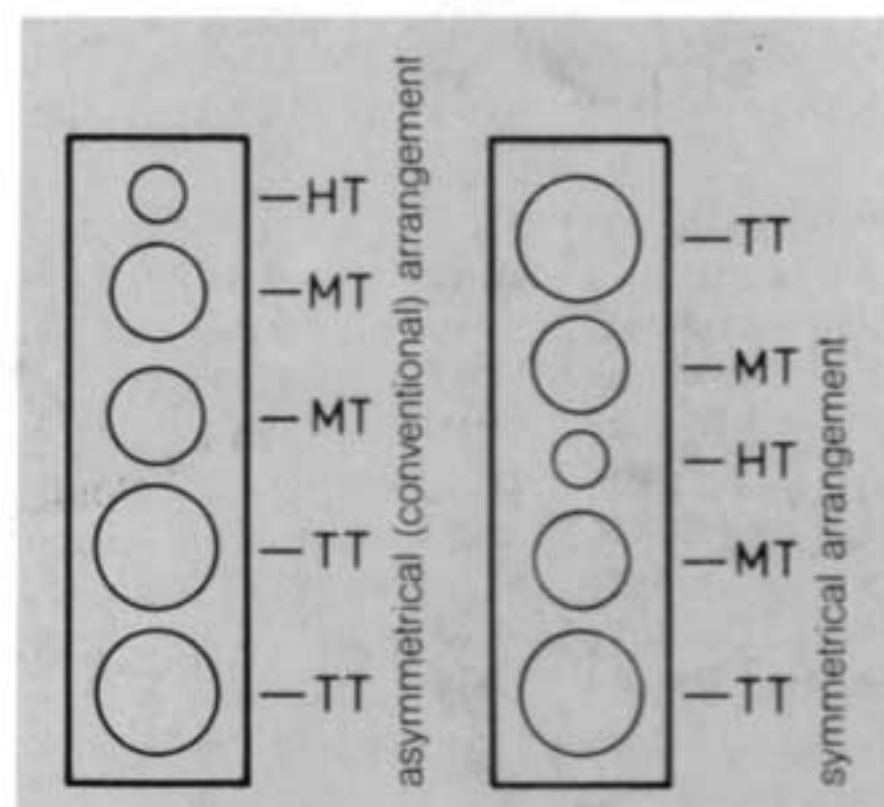 HT
MT
MT
TT
TT
asymmetrical (conventional) arrangement
TT
MT
HT
MT
TT
symmetrical arrangement